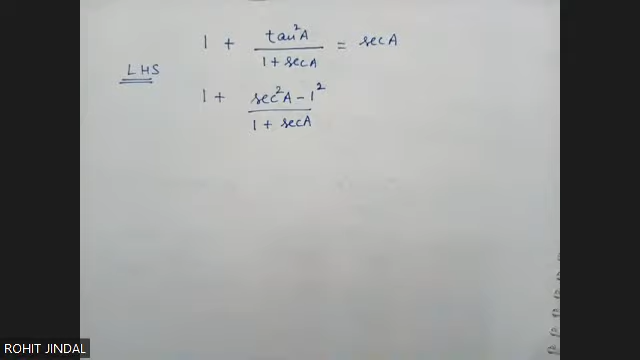 1 + tan²A / 1 + secA = secA
LHS
1 + sec²A - 1² / 1 + secA
ROHIT JINDAL